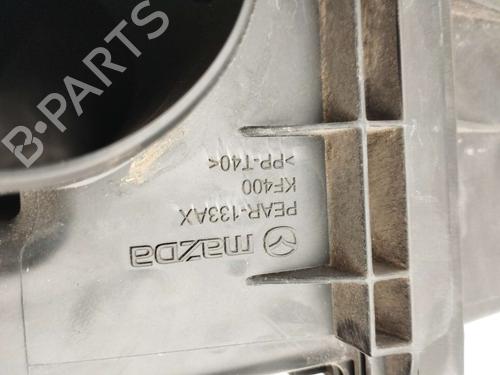 mazda
PEAR-133AX
KF400
>PP-T40<
B-PARTS